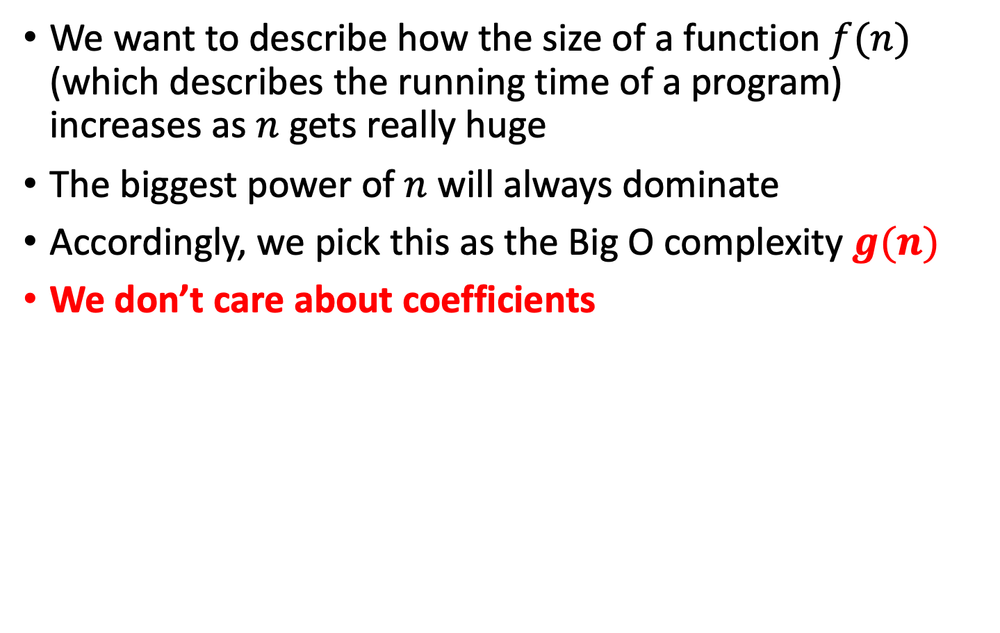 • We want to describe how the size of a function f(n)
(which describes the running time of a program)
increases as n gets really huge
• The biggest power of n will always dominate
• Accordingly, we pick this as the Big O complexity g(n)
• We don’t care about coefficients